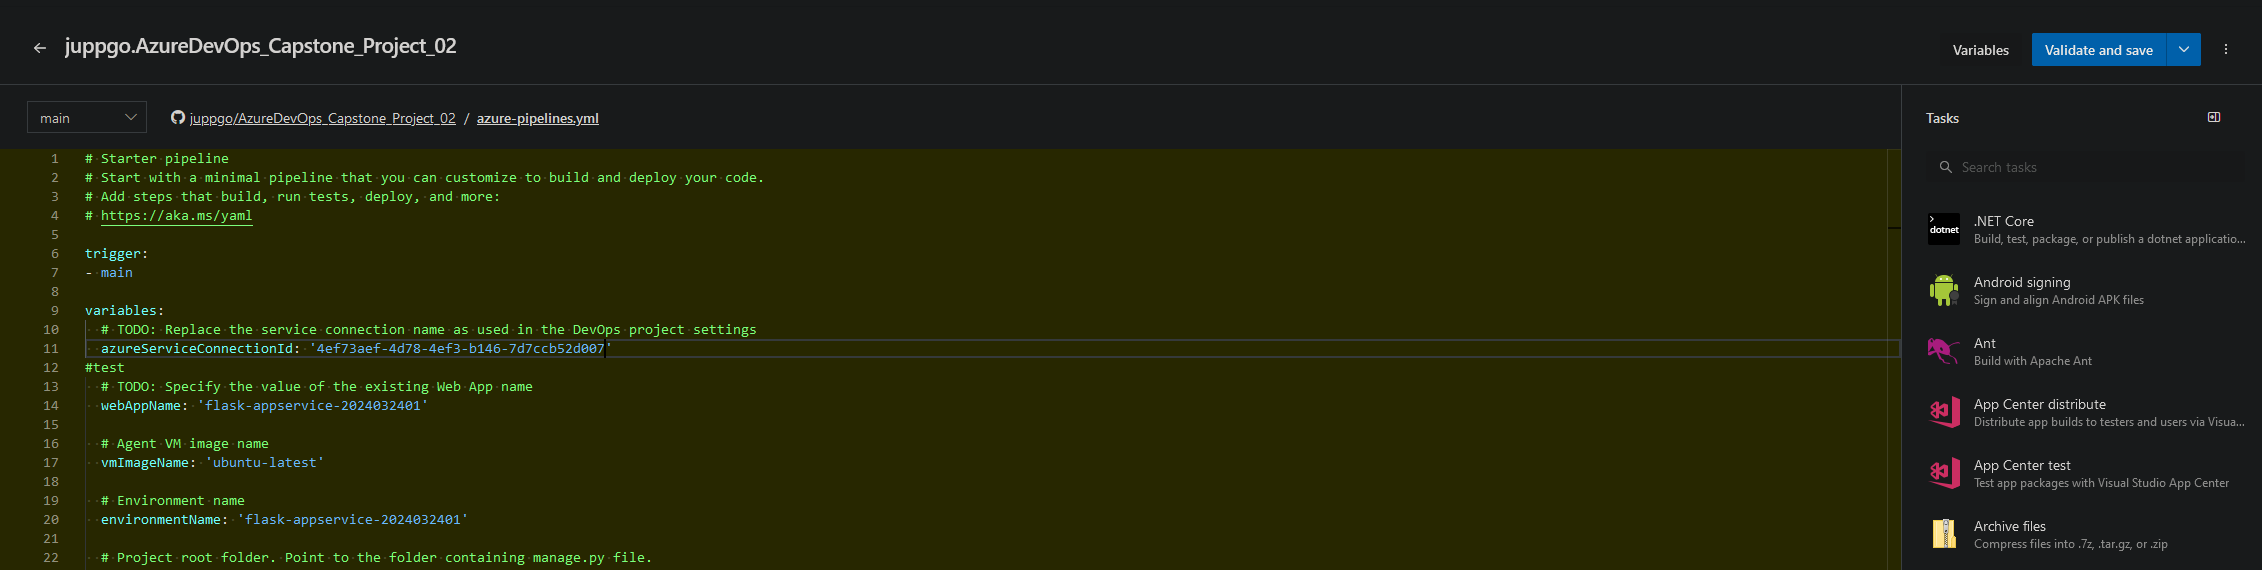 juppgo.AzureDevOps_Capstone_Project_02
Variables
Validate and save
main
juppgo/AzureDevOps_Capstone_Project_02 / azure-pipelines.yml
Tasks
Search tasks
1 # Starter pipeline
2 # Start with a minimal pipeline that you can customize to build and deploy your code.
3 # Add steps that build, run tests, deploy, and more:
4 # https://aka.ms/yaml
5
6 trigger:
7 - main
8
9 variables:
10 # TODO: Replace the service connection name as used in the DevOps project settings
11 azureServiceConnectionId: '4ef73aef-4d78-4ef3-b146-7d7ccb52d007'
12 #test
13 # TODO: Specify the value of the existing Web App name
14 webAppName: 'flask-appservice-2024032401'
15
16 # Agent VM image name
17 vmImageName: 'ubuntu-latest'
18
19 # Environment name
20 environmentName: 'flask-appservice-2024032401'
21
22 # Project root folder. Point to the folder containing manage.py file.
dotnet
.NET Core
Build, test, package, or publish a dotnet applicatio...
Android signing
Sign and align Android APK files
Ant
Build with Apache Ant
App Center distribute
Distribute app builds to testers and users via Visua...
App Center test
Test app packages with Visual Studio App Center
Archive files
Compress files into .7z, .tar.gz, or .zip